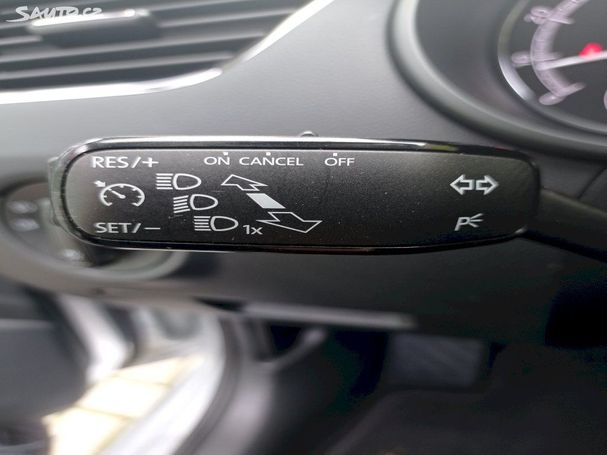 Sauto.cz
RES/+ ON CANCEL OFF
SET/− 1x P